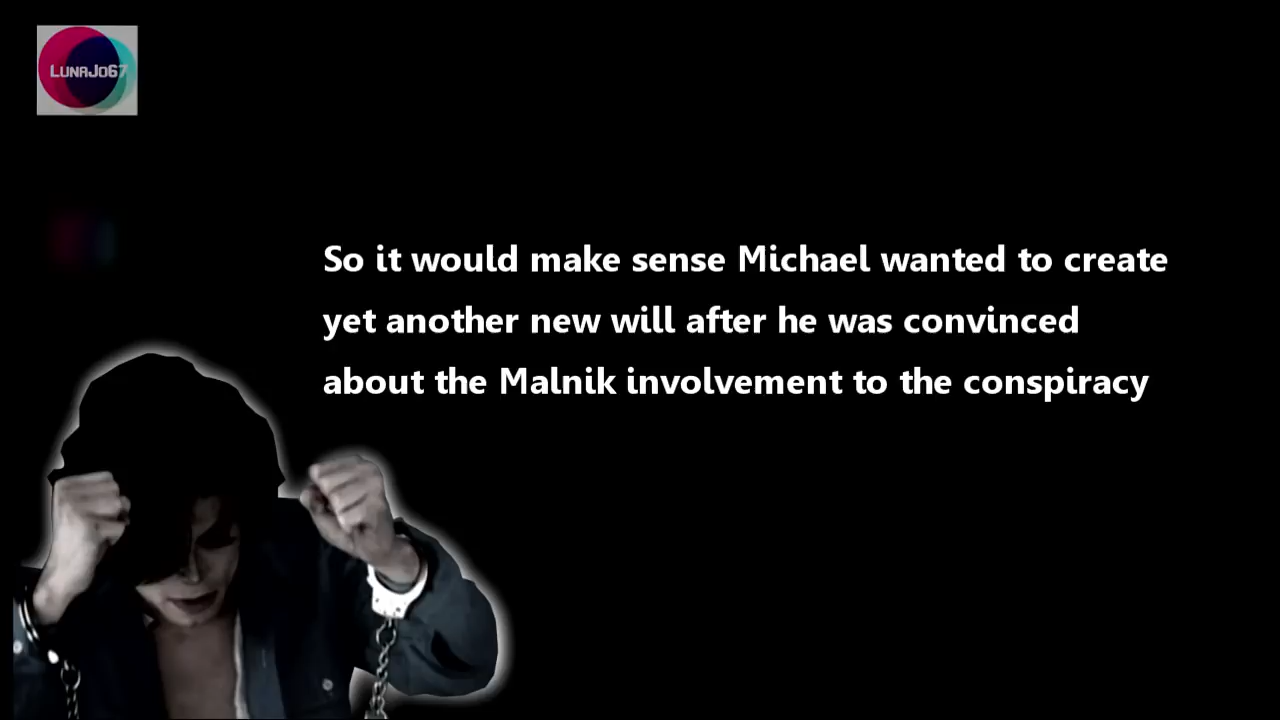 LunaJo67
So it would make sense Michael wanted to create
yet another new will after he was convinced
about the Malnik involvement to the conspiracy